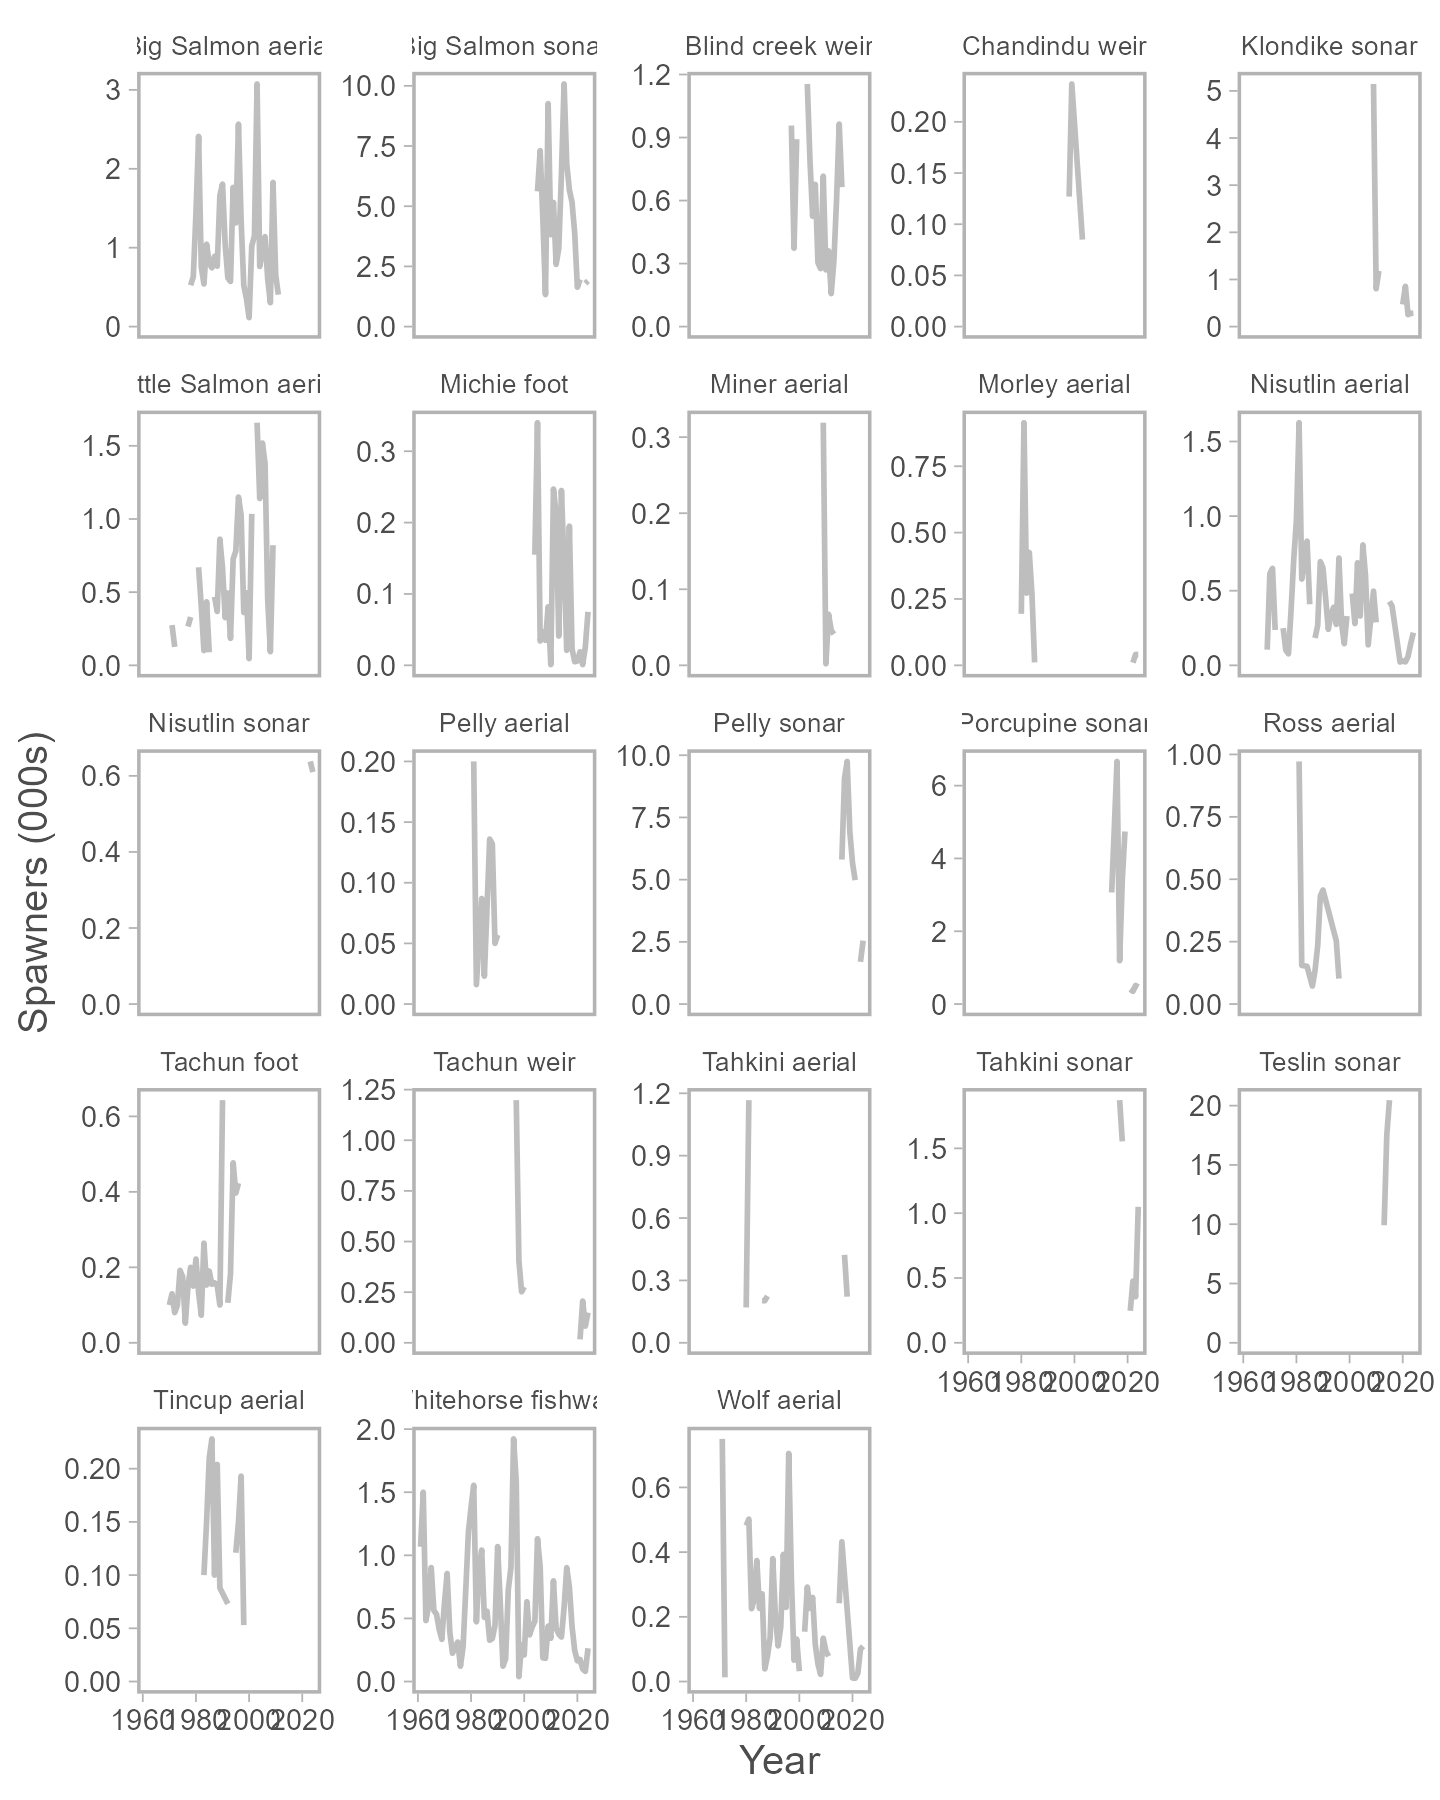 Big Salmon aerial Big Salmon sonar Blind creek weir Chandindu weir Klondike sonar
3 2 1 0
10.0 7.5 5.0 2.5 0.0
1.2 0.9 0.6 0.3 0.0
0.20 0.15 0.10 0.05 0.00
5 4 3 2 1 0
ttle Salmon aeri Michie foot Miner aerial Morley aerial Nisutlin aerial
1.5 1.0 0.5 0.0
0.3 0.2 0.1 0.0
0.3 0.2 0.1 0.0
0.75 0.50 0.25 0.00
1.5 1.0 0.5 0.0
Nisutlin sonar Pelly aerial Pelly sonar Porcupine sonar Ross aerial
0.6 0.4 0.2 0.0
0.20 0.15 0.10 0.05 0.00
10.0 7.5 5.0 2.5 0.0
6 4 2 0
1.00 0.75 0.50 0.25 0.00
Spawners (000s)
Tachun foot Tachun weir Tahkini aerial Tahkini sonar Teslin sonar
0.6 0.4 0.2 0.0
1.25 1.00 0.75 0.50 0.25 0.00
1.2 0.9 0.6 0.3 0.0
1.5 1.0 0.5 0.0
20 15 10 5 0
1960 1980 2000 2020 1960 1980 2000 2020
Tincup aerial hitehorse fishwa Wolf aerial
0.20 0.15 0.10 0.05 0.00
2.0 1.5 1.0 0.5 0.0
0.6 0.4 0.2 0.0
1960 1980 2000 2020 1960 1980 2000 2020 1960 1980 2000 2020
Year